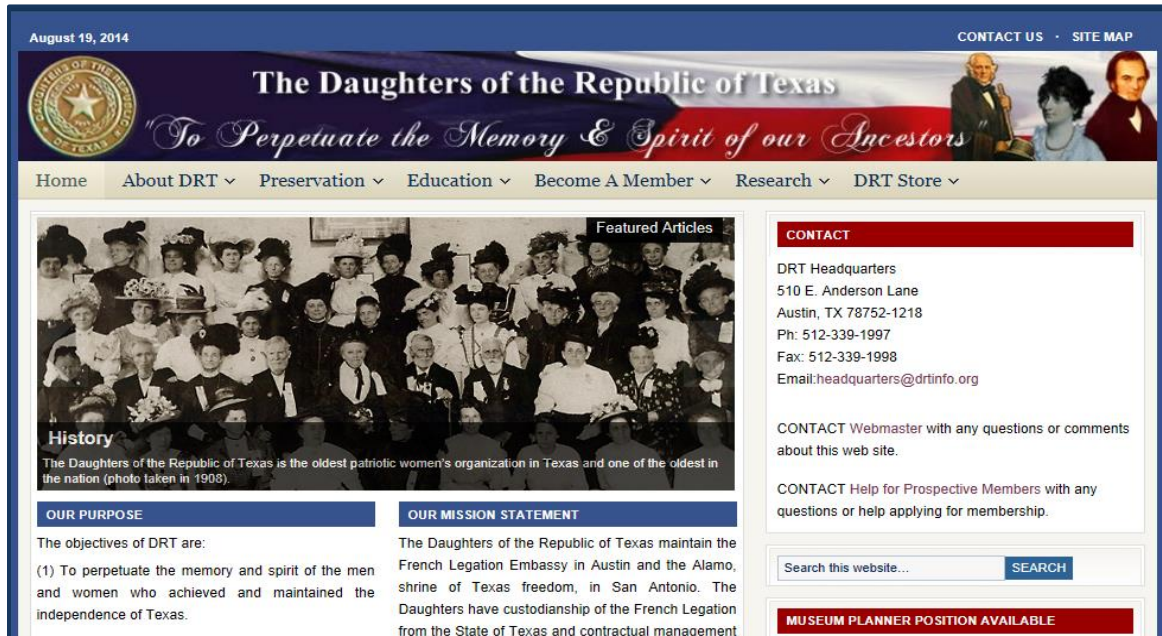 August 19, 2014
CONTACT US · SITE MAP
DAUGHTERS OF THE REPUBLIC
OF TEXAS
The Daughters of the Republic of Texas
"To Perpetuate the Memory & Spirit of our Ancestors"
Home About DRT Preservation Education Become A Member Research DRT Store
Featured Articles
History
The Daughters of the Republic of Texas is the oldest patriotic women's organization in Texas and one of the oldest in
the nation (photo taken in 1908).
OUR PURPOSE
The objectives of DRT are:
(1) To perpetuate the memory and spirit of the men
and women who achieved and maintained the
independence of Texas.
OUR MISSION STATEMENT
The Daughters of the Republic of Texas maintain the
French Legation Embassy in Austin and the Alamo,
shrine of Texas freedom, in San Antonio. The
Daughters have custodianship of the French Legation
from the State of Texas and contractual management
CONTACT
DRT Headquarters
510 E. Anderson Lane
Austin, TX 78752-1218
Ph: 512-339-1997
Fax: 512-339-1998
Email:headquarters@drtinfo.org
CONTACT Webmaster with any questions or comments
about this web site.
CONTACT Help for Prospective Members with any
questions or help applying for membership.
Search this website...
SEARCH
MUSEUM PLANNER POSITION AVAILABLE